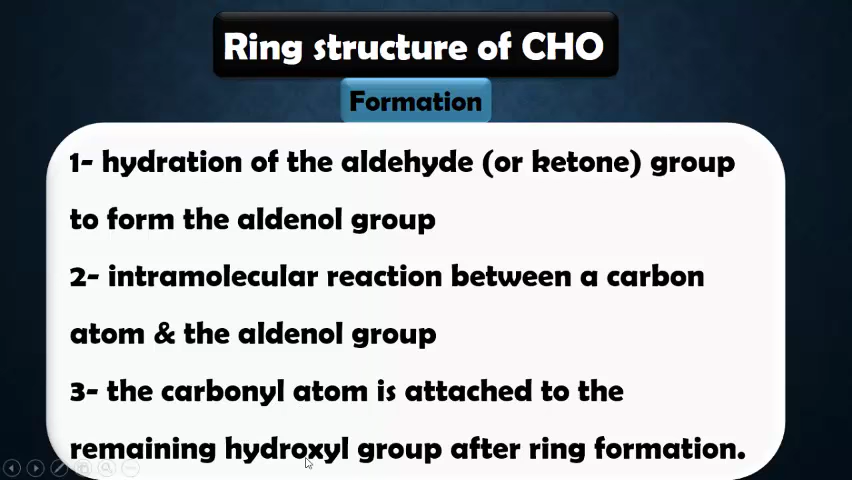 Ring structure of CHO
Formation
1- hydration of the aldehyde (or ketone) group
to form the aldenol group
2- intramolecular reaction between a carbon
atom & the aldenol group
3- the carbonyl atom is attached to the
remaining hydroxyl group after ring formation.